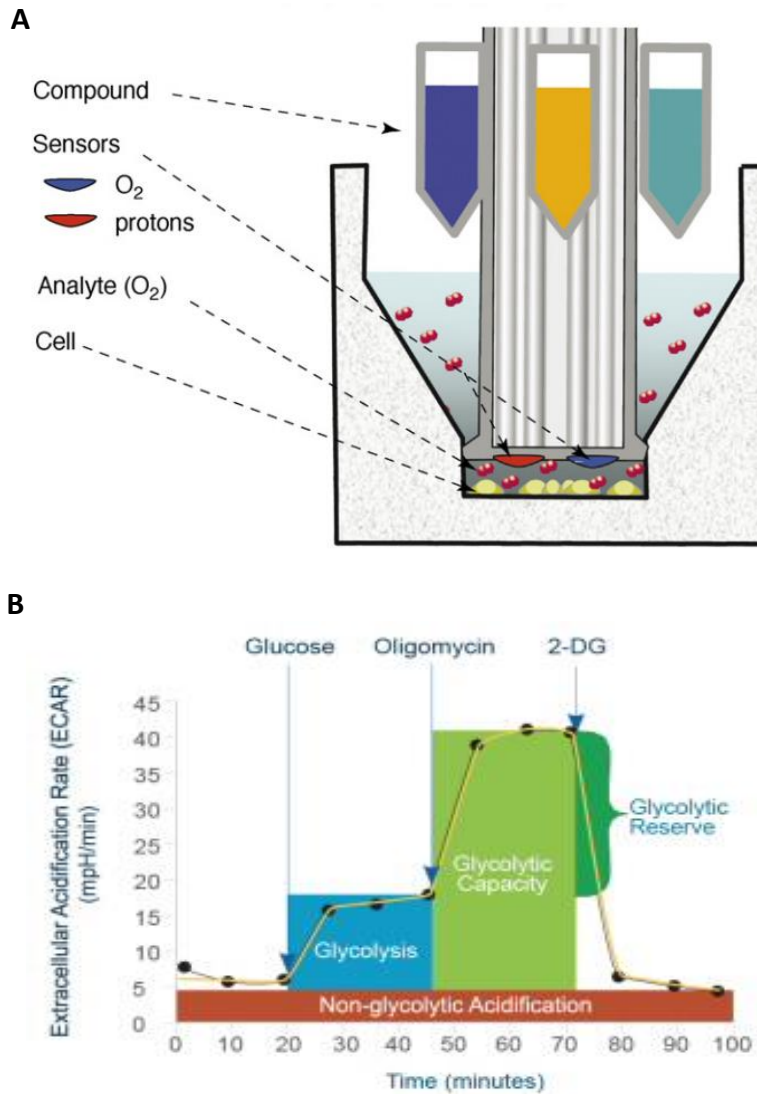 A
Compound
Sensors
O₂
protons
Analyte (O₂)
Cell
B
Glucose
Oligomycin
2-DG
Extracellular Acidification Rate (ECAR)
(mpH/min)
45
40
35
30
25
20
15
10
5
0
Glycolytic
Reserve
Glycolytic
Capacity
Glycolysis
Non-glycolytic Acidification
0 10 20 30 40 50 60 70 80 90 100
Time (minutes)